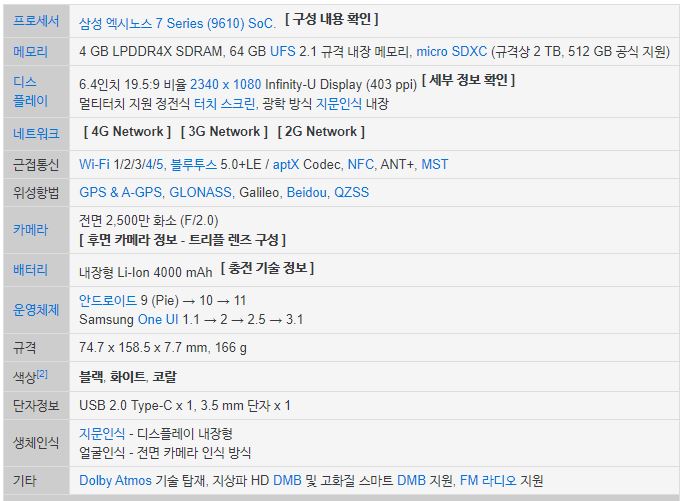 프로세서 삼성 엑시노스 7 Series (9610) SoC. [ 구성 내용 확인 ]
메모리 4 GB LPDDR4X SDRAM, 64 GB UFS 2.1 규격 내장 메모리, micro SDXC (규격상 2 TB, 512 GB 공식 지원)
디스
플레이
6.4인치 19.5:9 비율 2340 x 1080 Infinity-U Display (403 ppi) [ 세부 정보 확인 ]
멀티터치 지원 정전식 터치 스크린, 광학 방식 지문인식 내장
네트워크 [ 4G Network ] [ 3G Network ] [ 2G Network ]
근접통신 Wi-Fi 1/2/3/4/5, 블루투스 5.0+LE / aptX Codec, NFC, ANT+, MST
위성항법 GPS & A-GPS, GLONASS, Galileo, Beidou, QZSS
카메라
전면 2,500만 화소 (F/2.0)
[ 후면 카메라 정보 - 트리플 렌즈 구성 ]
배터리 내장형 Li-Ion 4000 mAh [ 충전 기술 정보 ]
운영체제
안드로이드 9 (Pie) → 10 → 11
Samsung One UI 1.1 → 2 → 2.5 → 3.1
규격 74.7 x 158.5 x 7.7 mm, 166 g
색상[2] 블랙, 화이트, 코랄
단자정보 USB 2.0 Type-C x 1, 3.5 mm 단자 x 1
생체인식
지문인식 - 디스플레이 내장형
얼굴인식 - 전면 카메라 인식 방식
기타 Dolby Atmos 기술 탑재, 지상파 HD DMB 및 고화질 스마트 DMB 지원, FM 라디오 지원